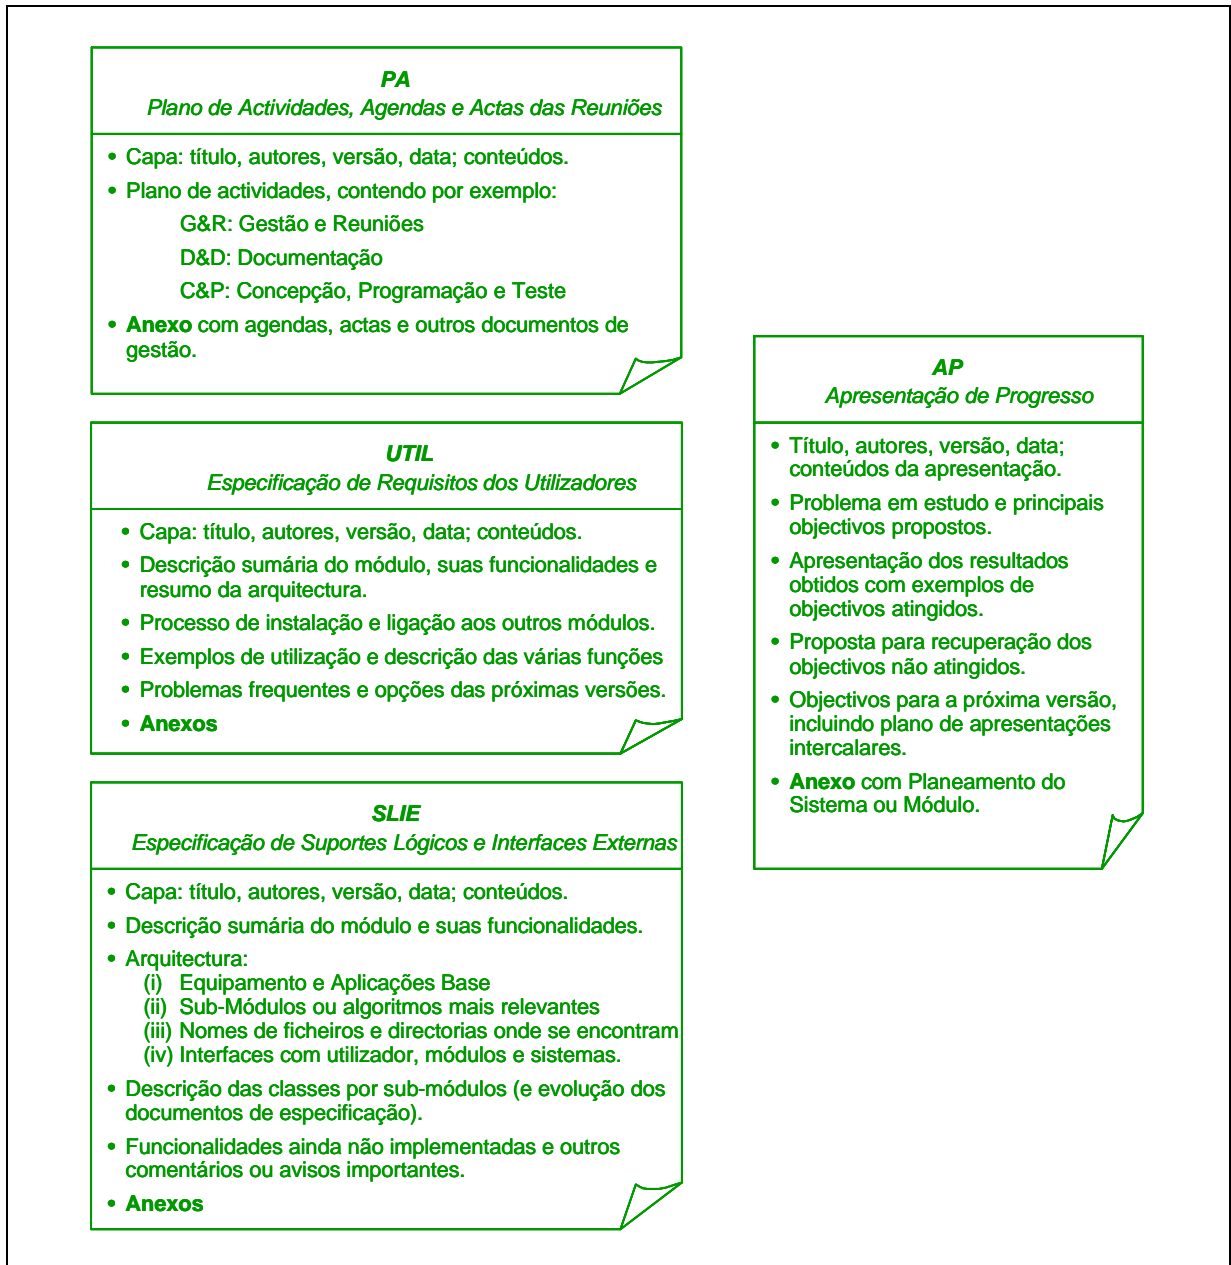 PA
Plano de Actividades, Agendas e Actas das Reuniões
• Capa: título, autores, versão, data; conteúdos.
• Plano de actividades, contendo por exemplo:
G&R: Gestão e Reuniões
D&D: Documentação
C&P: Concepção, Programação e Teste
• Anexo com agendas, actas e outros documentos de
gestão.
UTIL
Especificação de Requisitos dos Utilizadores
• Capa: título, autores, versão, data; conteúdos.
• Descrição sumária do módulo, suas funcionalidades e
resumo da arquitectura.
• Processo de instalação e ligação aos outros módulos.
• Exemplos de utilização e descrição das várias funções
• Problemas frequentes e opções das próximas versões.
• Anexos
SLIE
Especificação de Suportes Lógicos e Interfaces Externas
• Capa: título, autores, versão, data; conteúdos.
• Descrição sumária do módulo e suas funcionalidades.
• Arquitectura:
(i) Equipamento e Aplicações Base
(ii) Sub-Módulos ou algoritmos mais relevantes
(iii) Nomes de ficheiros e directorias onde se encontram
(iv) Interfaces com utilizador, módulos e sistemas.
• Descrição das classes por sub-módulos (e evolução dos
documentos de especificação).
• Funcionalidades ainda não implementadas e outros
comentários ou avisos importantes.
• Anexos
AP
Apresentação de Progresso
• Título, autores, versão, data;
conteúdos da apresentação.
• Problema em estudo e principais
objectivos propostos.
• Apresentação dos resultados
obtidos com exemplos de
objectivos atingidos.
• Proposta para recuperação dos
objectivos não atingidos.
• Objectivos para a próxima versão,
incluindo plano de apresentações
intercalares.
• Anexo com Planeamento do
Sistema ou Módulo.